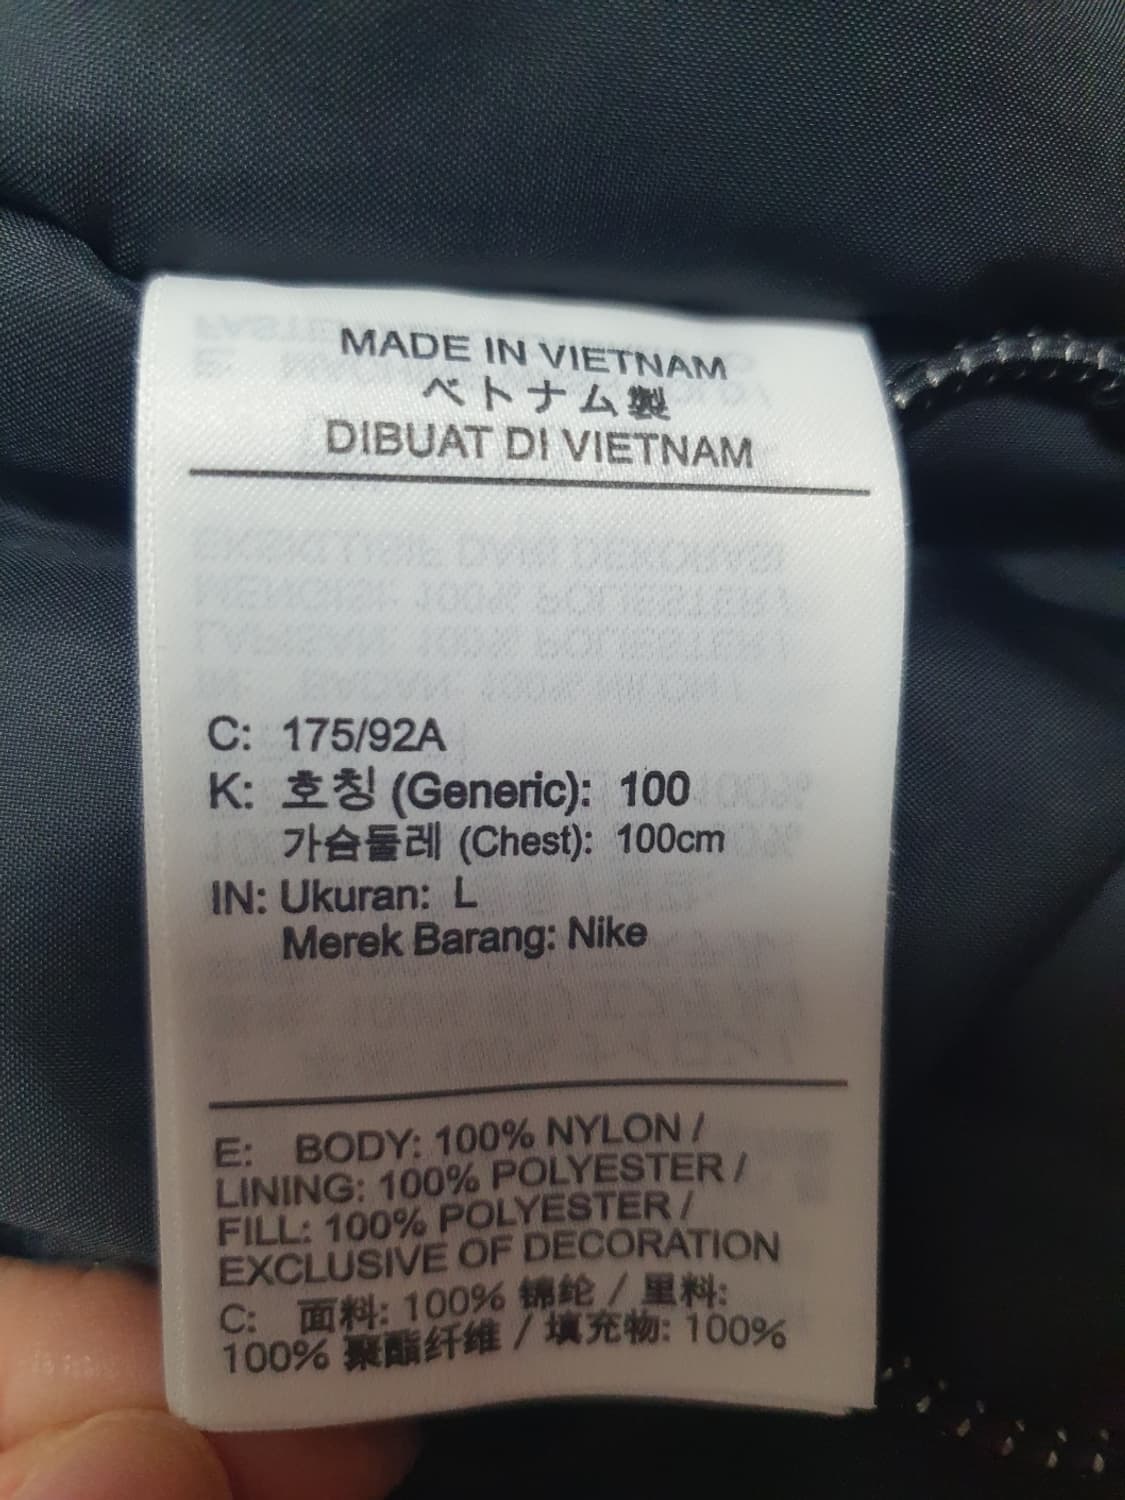 MADE IN VIETNAM
ベトナム製
DIBUAT DI VIETNAM
C: 175/92A
K: 호칭 (Generic): 100
가슴둘레 (Chest): 100cm
IN: Ukuran: L
Merek Barang: Nike
E: BODY: 100% NYLON /
LINING: 100% POLYESTER /
FILL: 100% POLYESTER /
EXCLUSIVE OF DECORATION
C: 面料: 100% 锦纶 / 里料:
100% 聚酯纤维 / 填充物: 100%